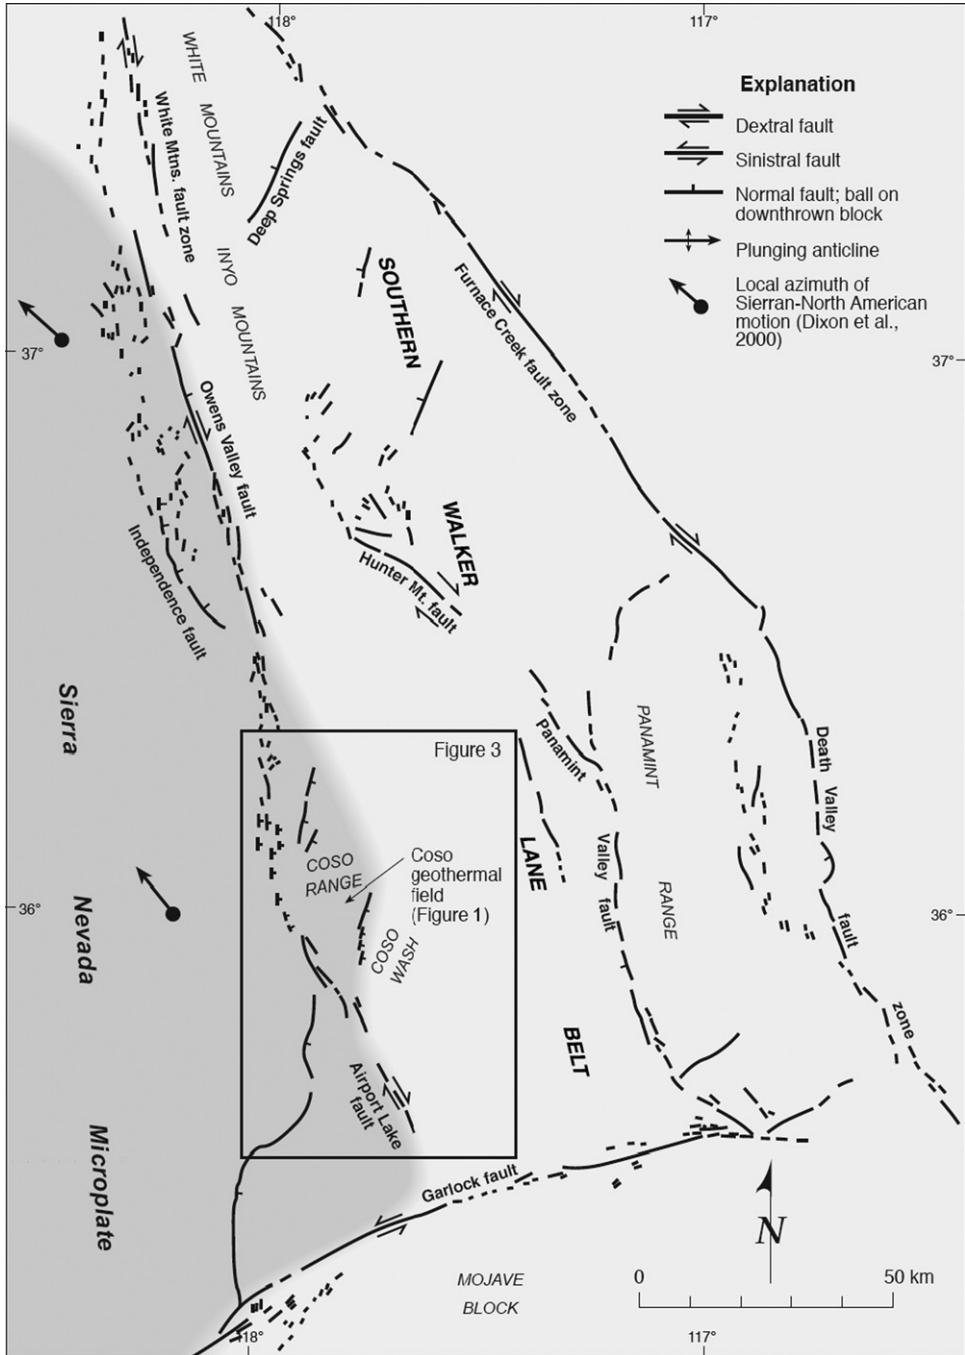 118°
117°
Explanation
Dextral fault
Sinistral fault
Normal fault; ball on
downthrown block
Plunging anticline
Local azimuth of
Sierran-North American
motion (Dixon et al.,
2000)
WHITE
MOUNTAINS
White Mtns. fault zone
Deep Springs fault
INYO
MOUNTAINS
SOUTHERN
Furnace Creek fault zone
37°
37°
Owens Valley fault
Independence fault
WALKER
Hunter Mt. fault
Sierra
Nevada
Microplate
Figure 3
Panamint
Valley fault
PANAMINT
RANGE
Death Valley
fault
zone
LANE
COSO
RANGE
Coso
geothermal
field
(Figure 1)
COSO
WASH
36°
36°
BELT
Airport Lake
fault
Garlock fault
N
MOJAVE
BLOCK
0
50 km
118°
117°